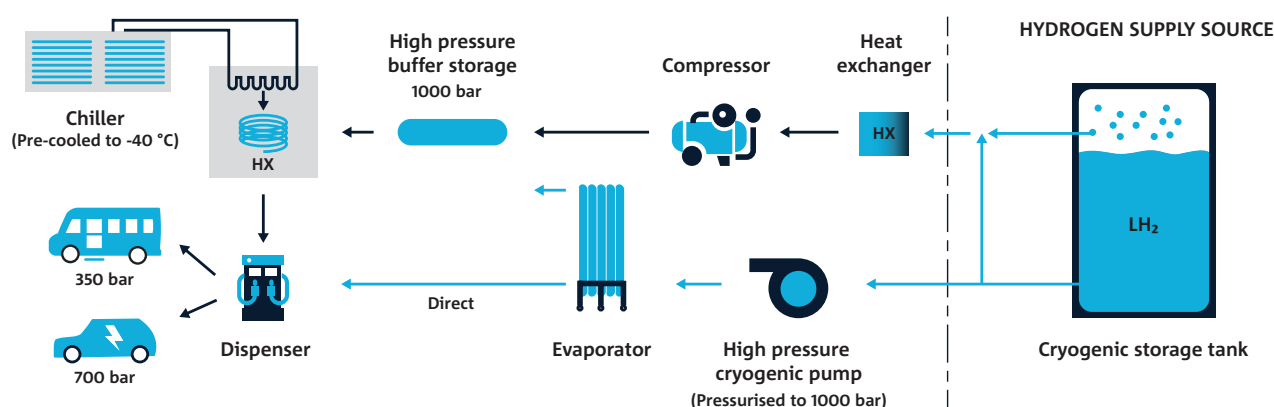 HYDROGEN SUPPLY SOURCE
High pressure
buffer storage
1000 bar
Compressor
Heat
exchanger
Chiller
(Pre-cooled to -40 °C)
HX
HX
LH₂
350 bar
700 bar
Dispenser
Direct
Evaporator
High pressure
cryogenic pump
(Pressurised to 1000 bar)
Cryogenic storage tank